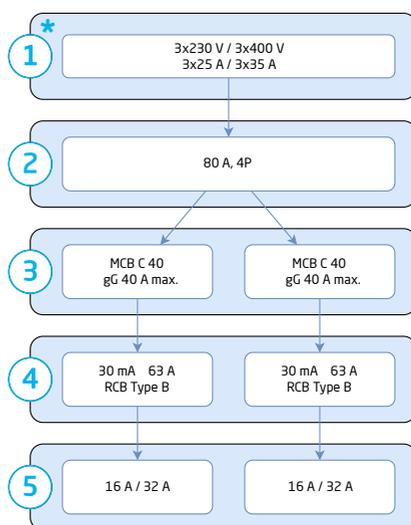 *
1
3x230 V / 3x400 V
3x25 A / 3x35 A
2
80 A, 4P
3
MCB C 40
gG 40 A max.
MCB C 40
gG 40 A max.
4
30 mA 63 A
RCB Type B
30 mA 63 A
RCB Type B
5
16 A / 32 A
16 A / 32 A